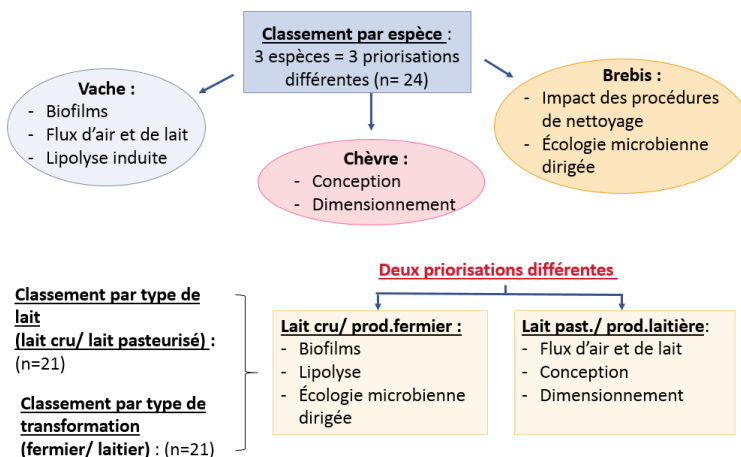 Classement par espèce :
3 espèces = 3 priorisations
différentes (n= 24)
Vache :
- Biofilms
- Flux d'air et de lait
- Lipolyse induite
Chèvre :
- Conception
- Dimensionnement
Brebis :
- Impact des procédures
de nettoyage
- Écologie microbienne
dirigée
Deux priorisations différentes
Classement par type de
lait
(lait cru/ lait pasteurisé) :
(n=21)
Classement par type de
transformation
(fermier/ laitier) : (n=21)
Lait cru/ prod.fermier :
- Biofilms
- Lipolyse
- Écologie microbienne
dirigée
Lait past./ prod.laitière:
- Flux d'air et de lait
- Conception
- Dimensionnement